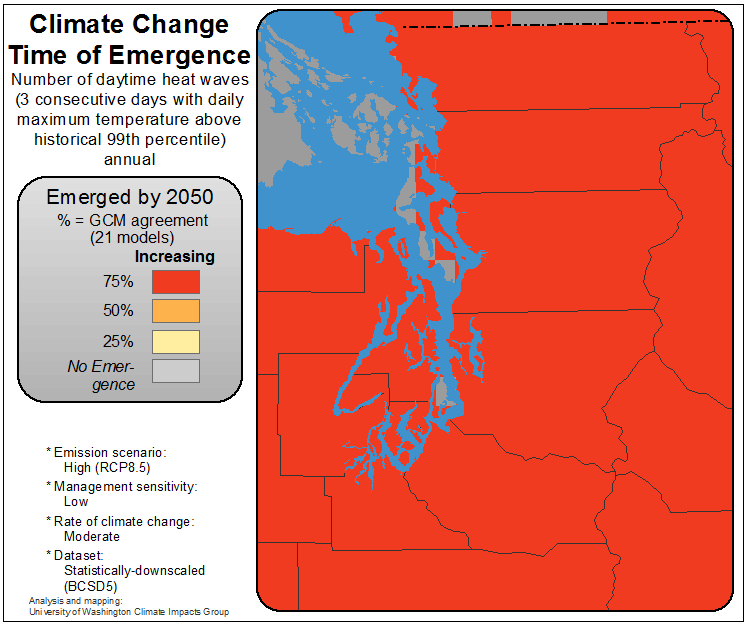 Climate Change
Time of Emergence
Number of daytime heat waves
(3 consecutive days with daily
maximum temperature above
historical 99th percentile)
annual
Emerged by 2050
% = GCM agreement
(21 models)
Increasing
75%
50%
25%
No Emer-
gence
* Emission scenario:
High (RCP8.5)
* Management sensitivity:
Low
* Rate of climate change:
Moderate
* Dataset:
Statistically-downscaled
(BCSD5)
Analysis and mapping:
University of Washington Climate Impacts Group